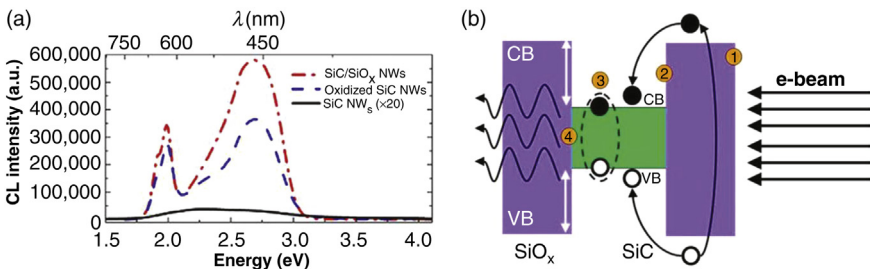 (a)
λ(nm)
750 600 450
CL intensity (a.u.)
600,000
500,000
400,000
300,000
200,000
100,000
0
SiC/SiOx NWs
Oxidized SiC NWs
SiC NWs (×20)
1.5 2.0 2.5 3.0 3.5 4.0
Energy (eV)
(b)
CB
3
2
1
CB
e-beam
4
VB
VB
SiOx
SiC